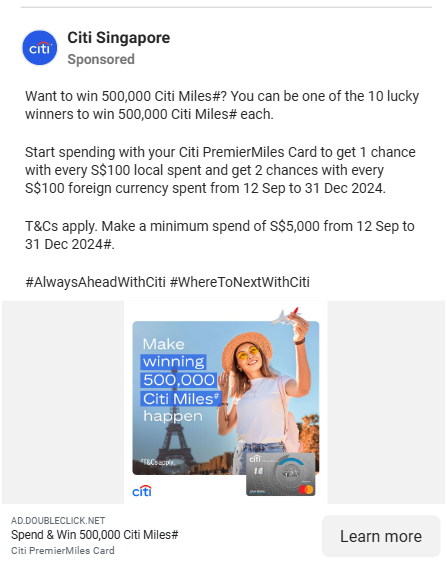 Citi Singapore
citi
Sponsored
Want to win 500,000 Citi Miles#? You can be one of the 10 lucky
winners to win 500,000 Citi Miles# each.
Start spending with your Citi PremierMiles Card to get 1 chance
with every S$100 local spent and get 2 chances with every
S$100 foreign currency spent from 12 Sep to 31 Dec 2024.
T&Cs apply. Make a minimum spend of S$5,000 from 12 Sep to
31 Dec 2024#.
#AlwaysAheadWithCiti #WhereToNextWithCiti
Make
winning
500,000
Citi Miles#
happen
#T&Cs apply.
citi
citi
AD.DOUBLECLICK.NET
Spend & Win 500,000 Citi Miles#
Citi PremierMiles Card
Learn more